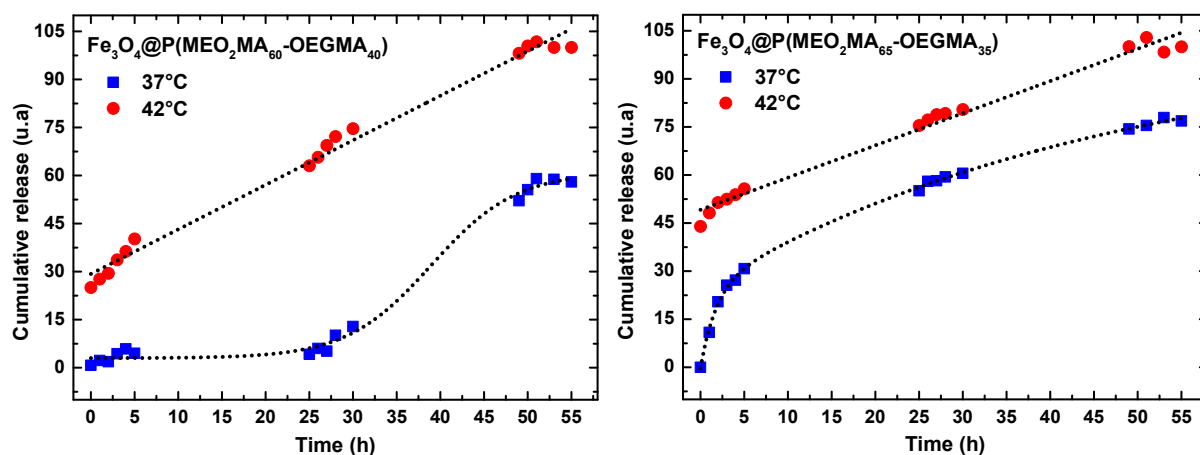 Fe₃O₄@P(MEO₂MA₆₀-OEGMA₄₀)
37°C
42°C
Cumulative release (u.a)
105
90
75
60
45
30
15
0
0 5 10 15 20 25 30 35 40 45 50 55
Time (h)
Fe₃O₄@P(MEO₂MA₆₅-OEGMA₃₅)
37°C
42°C
Cumulative release (u.a)
105
90
75
60
45
30
15
0
0 5 10 15 20 25 30 35 40 45 50 55
Time (h)